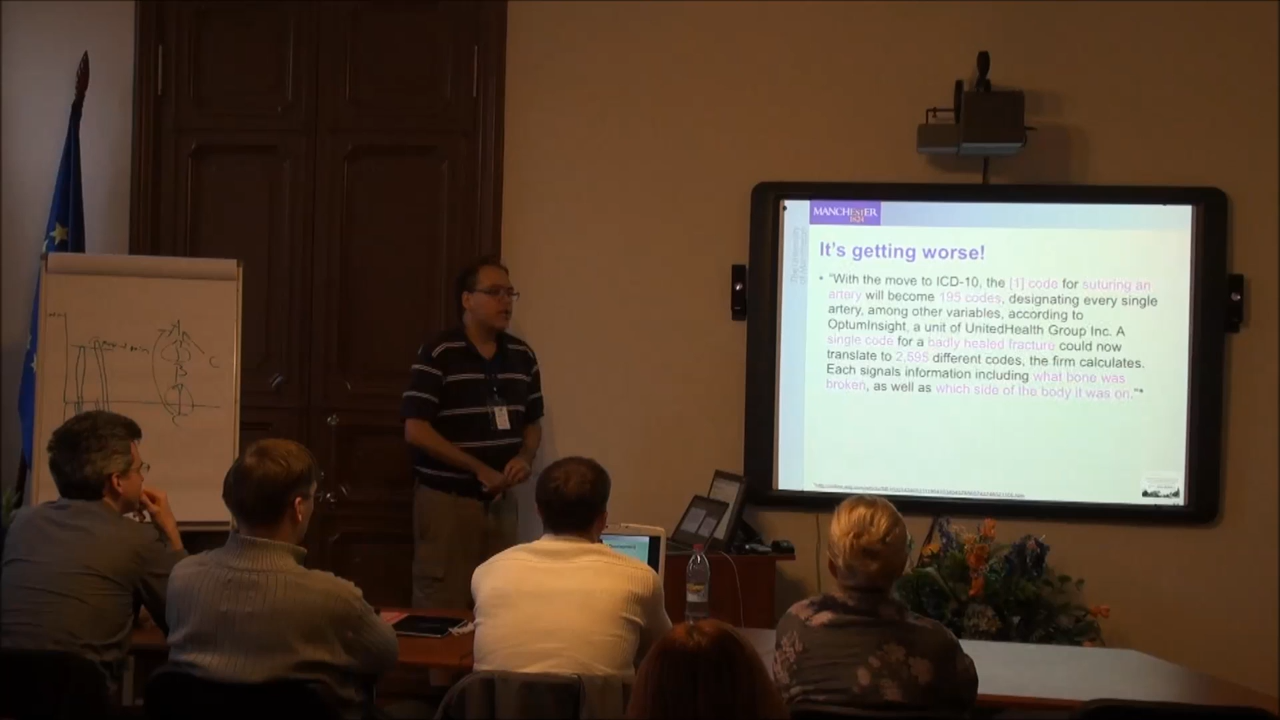 MANCHESTER
1824
It's getting worse!
• "With the move to ICD-10, the [1] code for suturing an
artery will become 195 codes, designating every single
artery, among other variables, according to
OptumInsight, a unit of UnitedHealth Group Inc. A
single code for a badly healed fracture could now
translate to 2,595 different codes, the firm calculates.
Each signals information including what bone was
broken, as well as which side of the body it was on."*